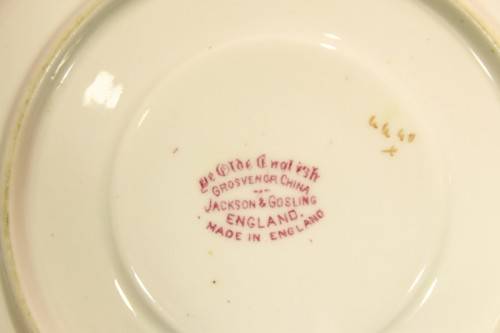 Ye Olde English
GROSVENOR CHINA
JACKSON & GOSLING
ENGLAND.
MADE IN ENGLAND